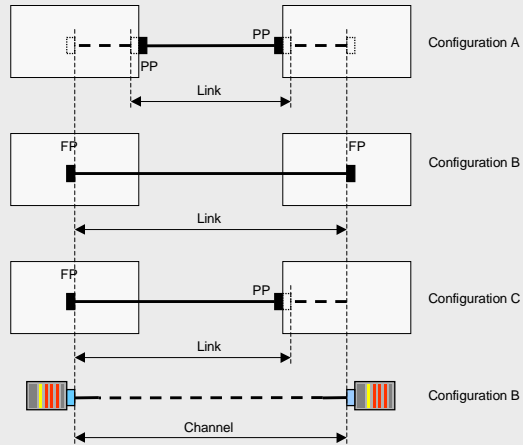 PP
Configuration A
PP
Link
FP
FP
Configuration B
Link
FP
PP
Configuration C
Link
Configuration B
Channel